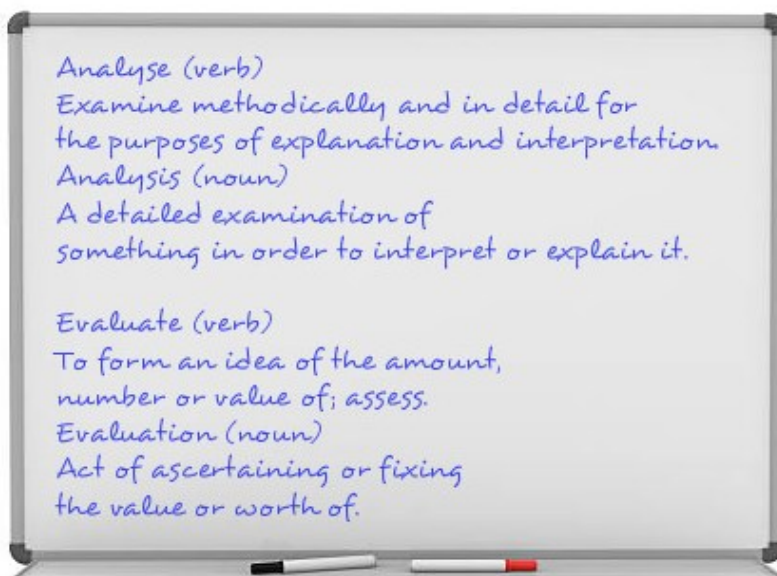 Analyse (verb)
Examine methodically and in detail for
the purposes of explanation and interpretation.
Analysis (noun)
A detailed examination of
something in order to interpret or explain it.
Evaluate (verb)
To form an idea of the amount,
number or value of; assess.
Evaluation (noun)
Act of ascertaining or fixing
the value or worth of.